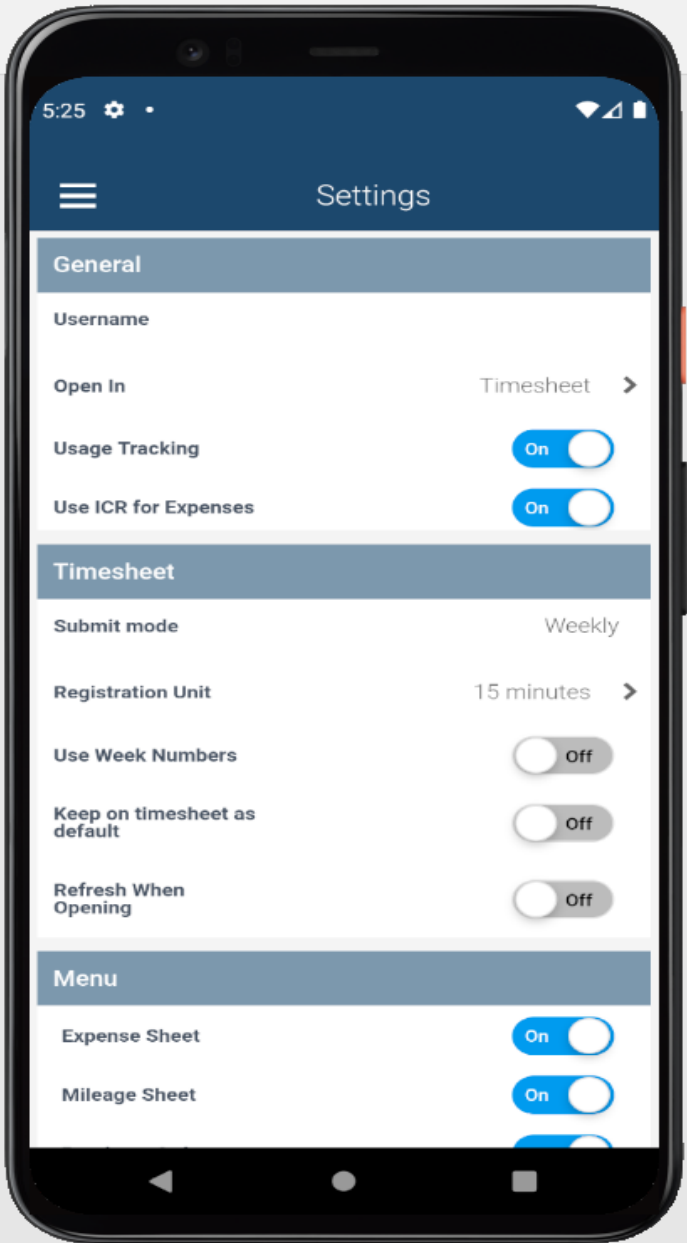 5:25
Settings
General
Username
Open In Timesheet
Usage Tracking On
Use ICR for Expenses On
Timesheet
Submit mode Weekly
Registration Unit 15 minutes
Use Week Numbers Off
Keep on timesheet as
default Off
Refresh When
Opening Off
Menu
Expense Sheet On
Mileage Sheet On